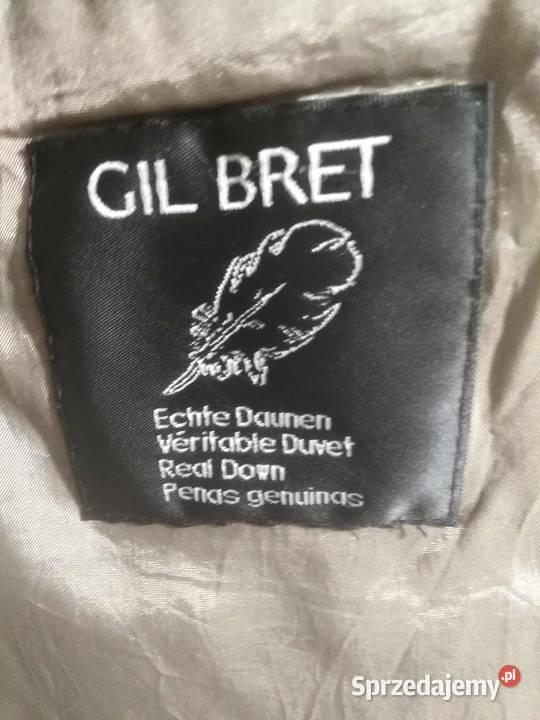 GIL BRET
Echte Daunen
Véritable Duvet
Real Down
Penas genuinas
Sprzedajemy.pl